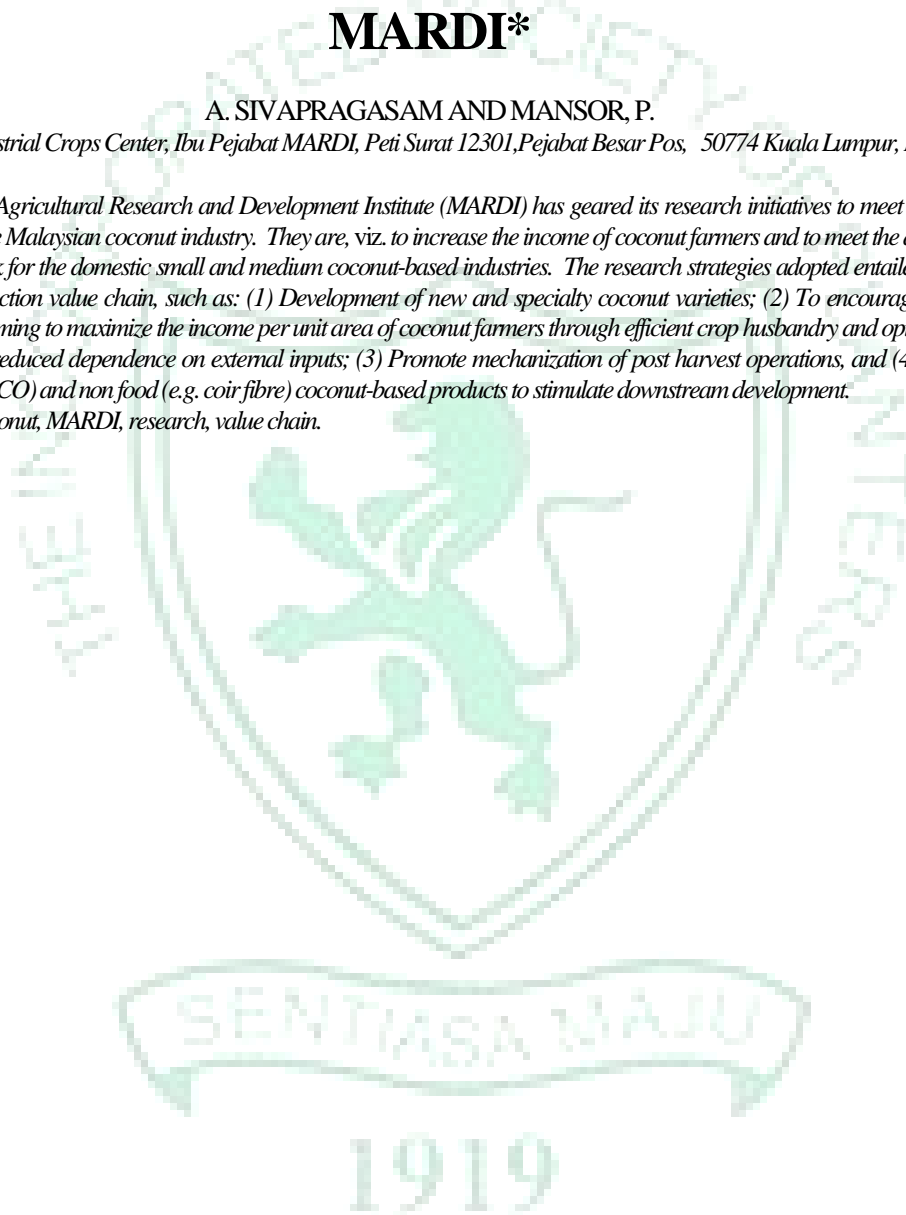 MARDI*
A. SIVAPRAGASAM AND MANSOR, P.
strial Crops Center, Ibu Pejabat MARDI, Peti Surat 12301,Pejabat Besar Pos, 50774 Kuala Lumpur,
Agricultural Research and Development Institute (MARDI) has geared its research initiatives to meet
Malaysian coconut industry. They are, viz. to increase the income of coconut farmers and to meet the
for the domestic small and medium coconut-based industries. The research strategies adopted entaile
ction value chain, such as: (1) Development of new and specialty coconut varieties; (2) To encourag
ming to maximize the income per unit area of coconut farmers through efficient crop husbandry and op
reduced dependence on external inputs; (3) Promote mechanization of post harvest operations, and (4
CO) and non food (e.g. coir fibre) coconut-based products to stimulate downstream development.
onut, MARDI, research, value chain.
THE IN
ORATED SOCIETY OF
NTERS
SENTIASA MAJU
1919